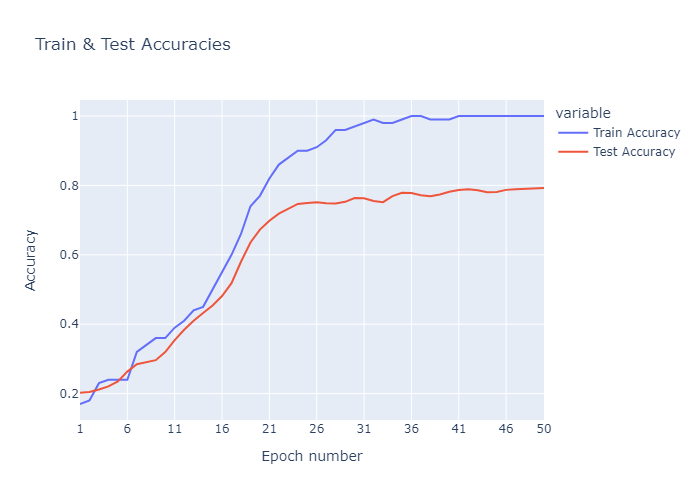 Train & Test Accuracies
variable
Train Accuracy
Test Accuracy
Accuracy
1
0.8
0.6
0.4
0.2
1 6 11 16 21 26 31 36 41 46 50
Epoch number